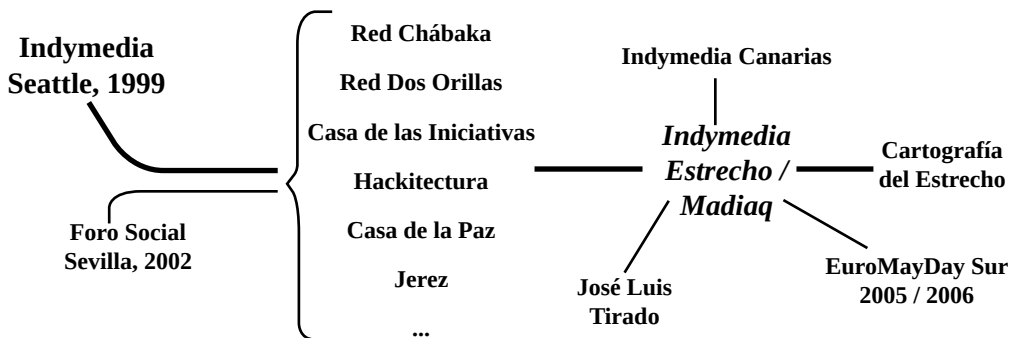 Indymedia
Seattle, 1999
Foro Social
Sevilla, 2002
Red Chábaka
Red Dos Orillas
Casa de las Iniciativas
Hackitectura
Casa de la Paz
Jerez
...
Indymedia Canarias
Indymedia
Estrecho /
Madiaq
José Luis
Tirado
Cartografía
del Estrecho
EuroMayDay Sur
2005 / 2006